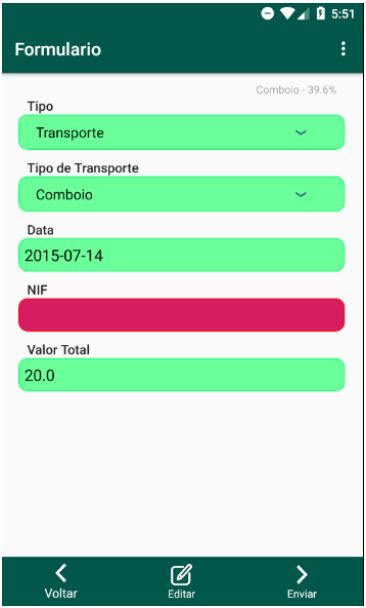 5:51
Formulario
Comboio - 39.6%
Tipo
Transporte
Tipo de Transporte
Comboio
Data
2015-07-14
NIF
Valor Total
20.0
Voltar Editar Enviar